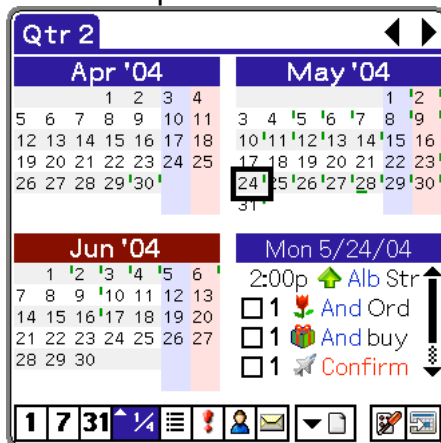 Qtr 2
Apr '04
1 2 3 4
5 6 7 8 9 10 11
12 13 14 15 16 17 18
19 20 21 22 23 24 25
26 27 28 29 30
May '04
1 2
3 4 5 6 7 8 9
10 11 12 13 14 15 16
17 18 19 20 21 22 23
24 25 26 27 28 29 30
31
Jun '04
1 2 3 4 5 6
7 8 9 10 11 12 13
14 15 16 17 18 19 20
21 22 23 24 25 26 27
28 29 30
Mon 5/24/04
2:00p Alb Str
1 And Ord
1 And buy
1 Confirm
1 7 31 ¼